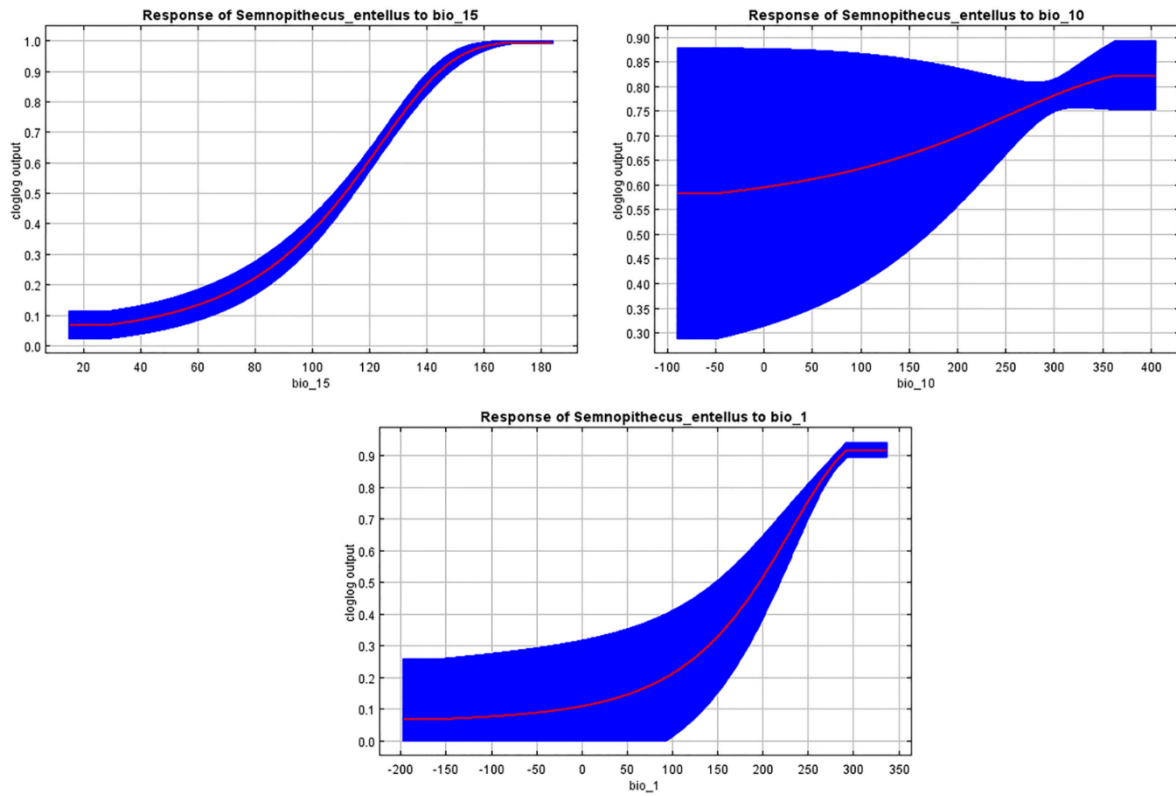 Response of Semnopithecus_entellus to bio_15
1.0
0.9
0.8
0.7
0.6
0.5
0.4
0.3
0.2
0.1
0.0
cloglog output
20 40 60 80 100 120 140 160 180
bio_15
Response of Semnopithecus_entellus to bio_10
0.90
0.85
0.80
0.75
0.70
0.65
0.60
0.55
0.50
0.45
0.40
0.35
0.30
cloglog output
-100 -50 0 50 100 150 200 250 300 350 400
bio_10
Response of Semnopithecus_entellus to bio_1
0.9
0.8
0.7
0.6
0.5
0.4
0.3
0.2
0.1
0.0
cloglog output
-200 -150 -100 -50 0 50 100 150 200 250 300 350
bio_1